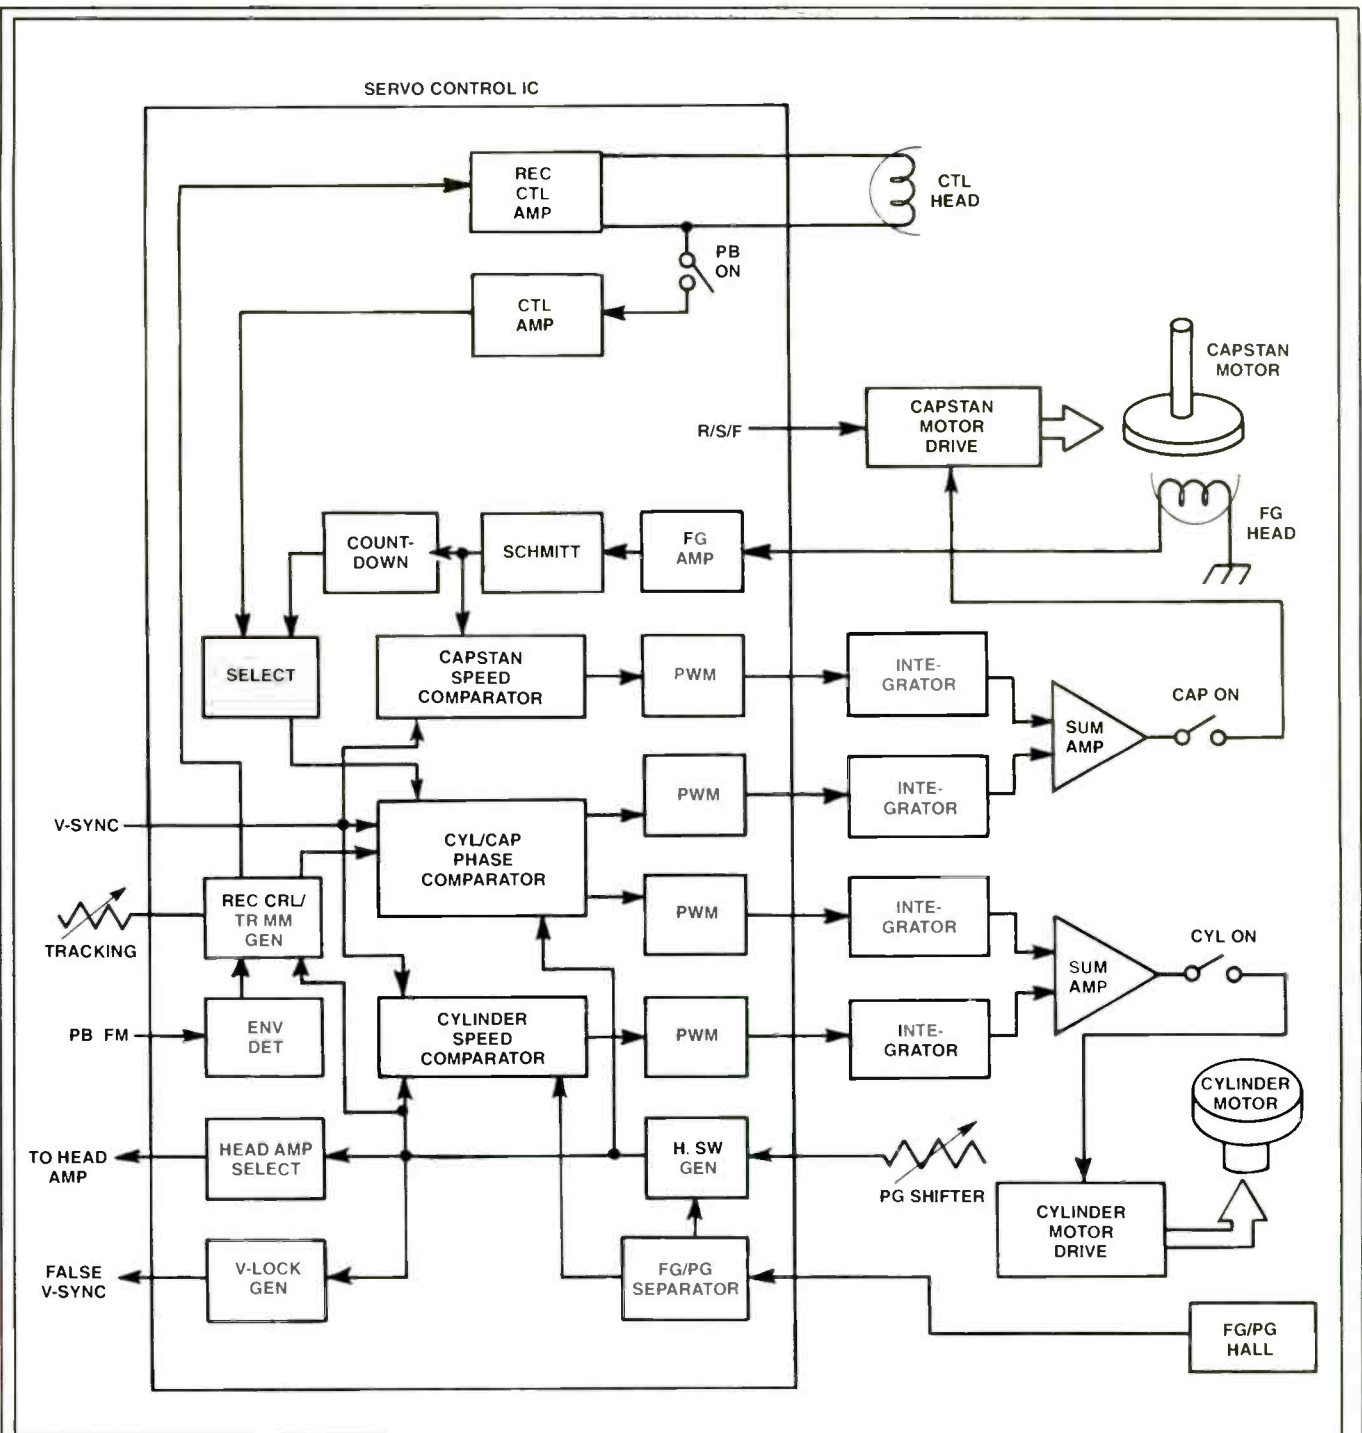 SERVO CONTROL IC
REC
CTL
AMP
CTL
HEAD
PB
ON
CTL
AMP
CAPSTAN
MOTOR
CAPSTAN
MOTOR
DRIVE
R/S/F
FG
HEAD
COUNT-
DOWN
SCHMITT
FG
AMP
SELECT
CAPSTAN
SPEED
COMPARATOR
PWM
INTE-
GRATOR
SUM
AMP
CAP ON
V-SYNC
CYL/CAP
PHASE
COMPARATOR
PWM
INTE-
GRATOR
TRACKING
REC CRL/
TR MM
GEN
PWM
INTE-
GRATOR
SUM
AMP
CYL ON
PB FM
ENV
DET
CYLINDER
SPEED
COMPARATOR
PWM
INTE-
GRATOR
CYLINDER
MOTOR
TO HEAD
AMP
HEAD AMP
SELECT
H. SW
GEN
PG SHIFTER
CYLINDER
MOTOR
DRIVE
FALSE
V-SYNC
V-LOCK
GEN
FG/PG
SEPARATOR
FG/PG
HALL